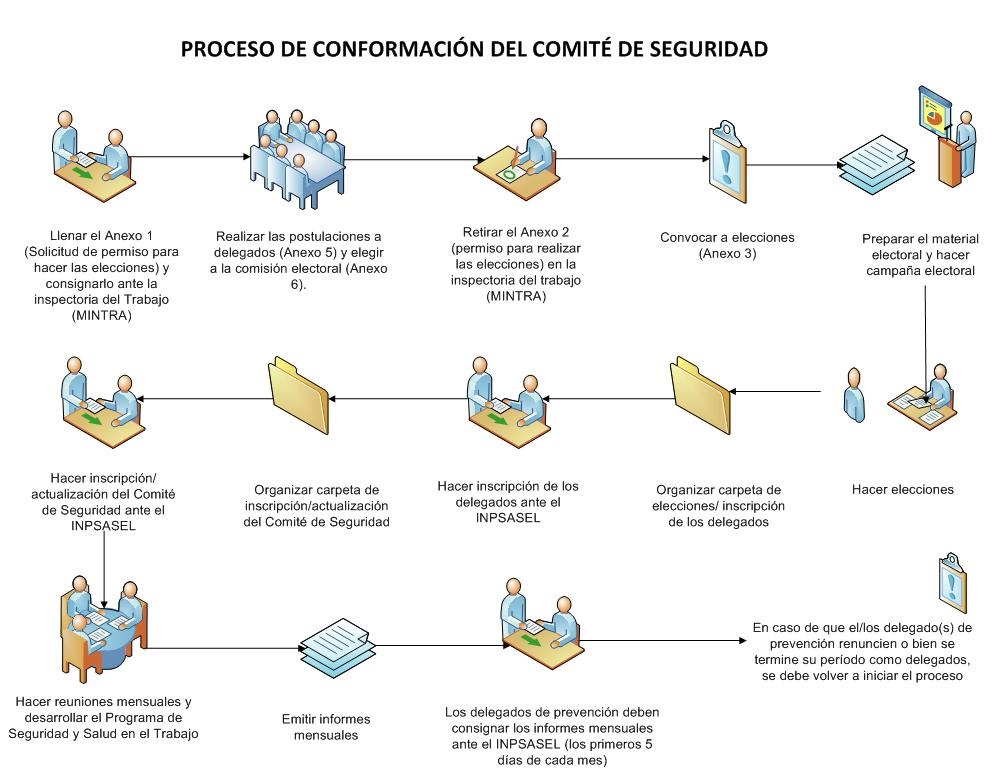 PROCESO DE CONFORMACIÓN DEL COMITÉ DE SEGURIDAD
Llenar el Anexo 1
(Solicitud de permiso para
hacer las elecciones) y
consignarlo ante la
inspectoria del Trabajo
(MINTRA)
Realizar las postulaciones a
delegados (Anexo 5) y elegir
a la comisión electoral (Anexo
6).
Retirar el Anexo 2
(permiso para realizar
las elecciones) en la
inspectoria del trabajo
(MINTRA)
Convocar a elecciones
(Anexo 3)
Preparar el material
electoral y hacer
campaña electoral
Hacer elecciones
Organizar carpeta de
elecciones/ inscripción
de los delegados
Hacer inscripción de los
delegados ante el
INPSASEL
Organizar carpeta de
inscripción/actualización
del Comité de Seguridad
Hacer inscripción/
actualización del Comité
de Seguridad ante el
INPSASEL
Hacer reuniones mensuales y
desarrollar el Programa de
Seguridad y Salud en el Trabajo
Emitir informes
mensuales
Los delegados de prevención deben
consignar los informes mensuales
ante el INPSASEL (los primeros 5
días de cada mes)
En caso de que el/los delegado(s) de
prevención renuncien o bien se
termine su período como delegados,
se debe volver a iniciar el proceso